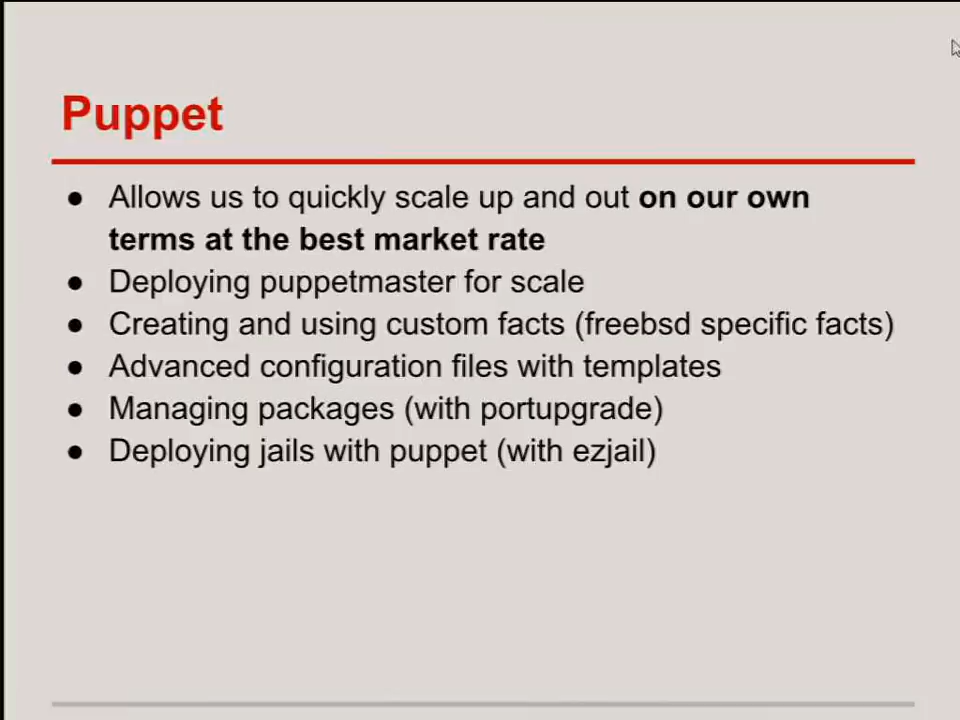 Puppet
● Allows us to quickly scale up and out on our own
terms at the best market rate
● Deploying puppetmaster for scale
● Creating and using custom facts (freebsd specific facts)
● Advanced configuration files with templates
● Managing packages (with portupgrade)
● Deploying jails with puppet (with ezjail)